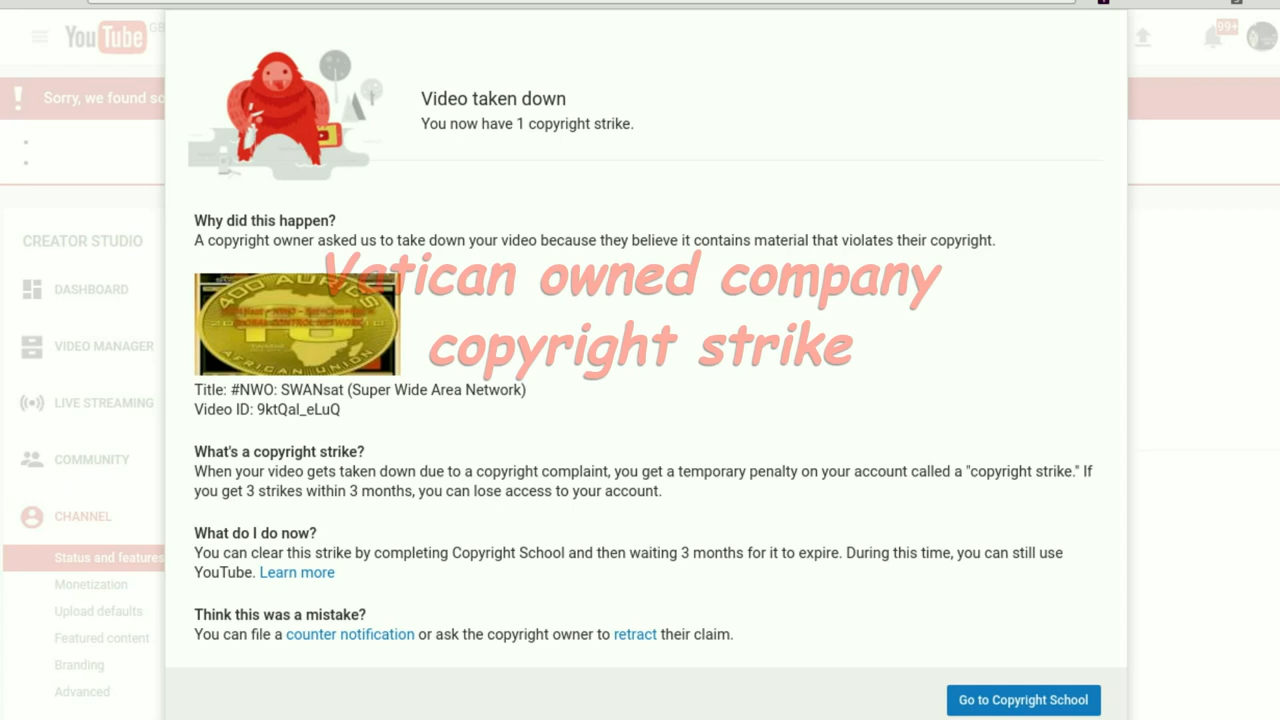 YouTube GB
99+
Sorry, we found so
Video taken down
You now have 1 copyright strike.
CREATOR STUDIO
DASHBOARD
VIDEO MANAGER
LIVE STREAMING
COMMUNITY
CHANNEL
Status and features
Monetization
Upload defaults
Featured content
Branding
Advanced
Why did this happen?
A copyright owner asked us to take down your video because they believe it contains material that violates their copyright.
Vatican owned company
copyright strike
400 AURICS
GLOBAL CONTROL NETWORK
AFRICAN UNION
Title: #NWO: SWANsat (Super Wide Area Network)
Video ID: 9ktQal_eLuQ
What's a copyright strike?
When your video gets taken down due to a copyright complaint, you get a temporary penalty on your account called a "copyright strike." If
you get 3 strikes within 3 months, you can lose access to your account.
What do I do now?
You can clear this strike by completing Copyright School and then waiting 3 months for it to expire. During this time, you can still use
YouTube. Learn more
Think this was a mistake?
You can file a counter notification or ask the copyright owner to retract their claim.
Go to Copyright School